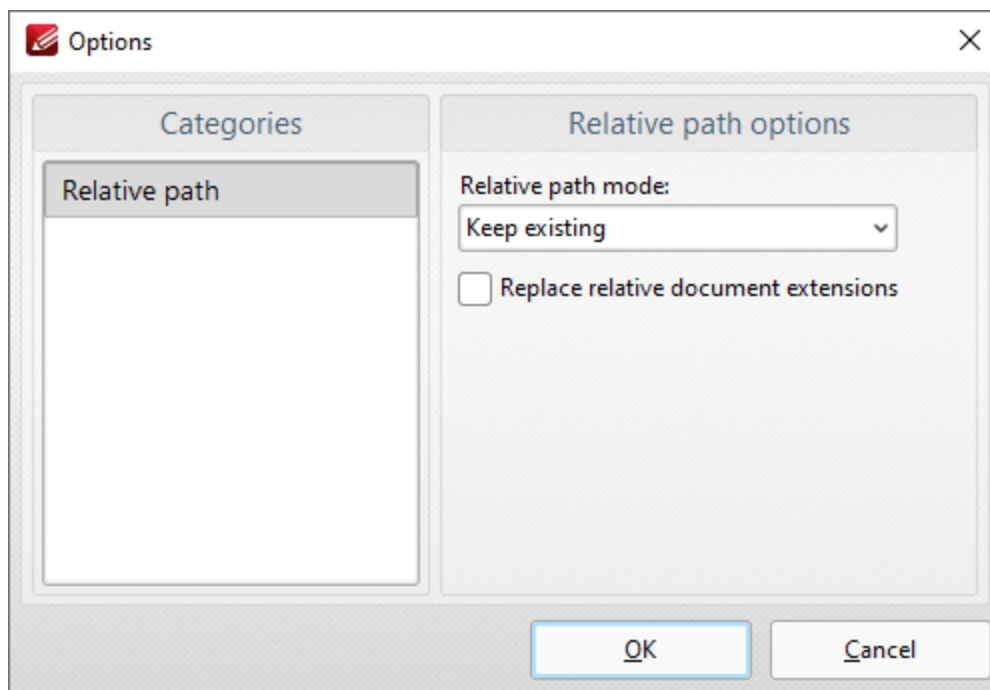 Options
Categories
Relative path
Relative path options
Relative path mode:
Keep existing
Replace relative document extensions
OK
Cancel